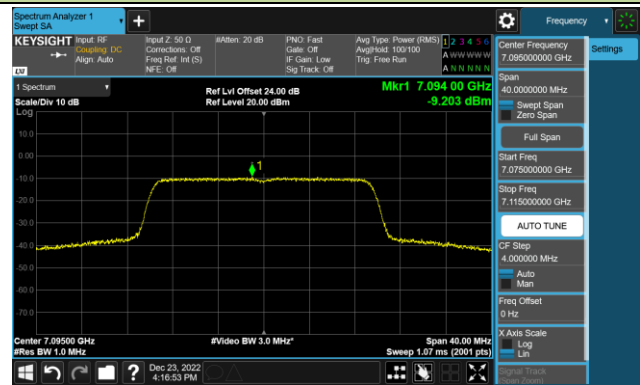 Spectrum Analyzer 1
Swept SA
Frequency
KEYSIGHT
Input: RF
Coupling: DC
Align: Auto
Input Z: 50 Ω
Corrections: Off
Freq Ref: Int (S)
NFE: Off
#Atten: 20 dB
PNO: Fast
Gate: Off
IF Gain: Low
Sig Track: Off
Avg Type: Power (RMS)
Avg|Hold: 100/100
Trig: Free Run
1 2 3 4 5 6
A W W W W W
A N N N N N
LXI
Center Frequency
7.095000000 GHz
Settings
Span
40.0000000 MHz
Swept Span
Zero Span
Full Span
Start Freq
7.075000000 GHz
Stop Freq
7.115000000 GHz
AUTO TUNE
CF Step
4.000000 MHz
Auto
Man
Freq Offset
0 Hz
X Axis Scale
Log
Lin
Signal Track
(Span Zoom)
1 Spectrum
Scale/Div 10 dB
Log
Ref Lvl Offset 24.00 dB
Ref Level 20.00 dBm
Mkr1 7.094 00 GHz
-9.203 dBm
10.0
0.00
-10.0
-20.0
-30.0
-40.0
-50.0
-60.0
-70.0
1
Center 7.09500 GHz
#Res BW 1.0 MHz
#Video BW 3.0 MHz*
Span 40.00 MHz
Sweep 1.07 ms (2001 pts)
?
Dec 23, 2022
4:16:53 PM